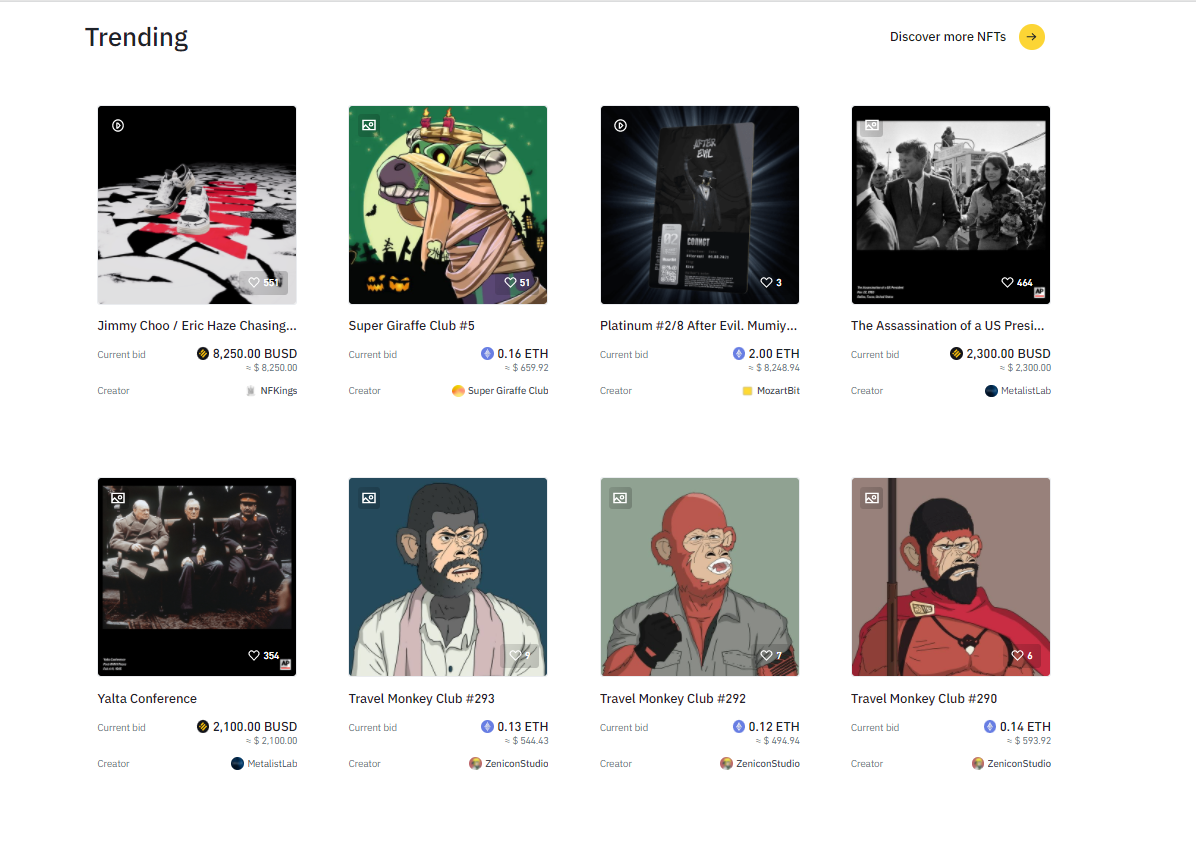 Trending
Discover more NFTs
551
51
AFTER
EVIL
3
464
AP
Jimmy Choo / Eric Haze Chasing...
Super Giraffe Club #5
Platinum #2/8 After Evil. Mumiy...
The Assassination of a US Presi...
Current bid 8,250.00 BUSD
≈ $ 8,250.00
Current bid 0.16 ETH
≈ $ 659.92
Current bid 2.00 ETH
≈ $ 8,248.94
Current bid 2,300.00 BUSD
≈ $ 2,300.00
Creator NFKings
Creator Super Giraffe Club
Creator MozartBit
Creator MetalistLab
354
AP
9
7
6
Yalta Conference
Travel Monkey Club #293
Travel Monkey Club #292
Travel Monkey Club #290
Current bid 2,100.00 BUSD
≈ $ 2,100.00
Current bid 0.13 ETH
≈ $ 544.43
Current bid 0.12 ETH
≈ $ 494.94
Current bid 0.14 ETH
≈ $ 593.92
Creator MetalistLab
Creator ZeniconStudio
Creator ZeniconStudio
Creator ZeniconStudio